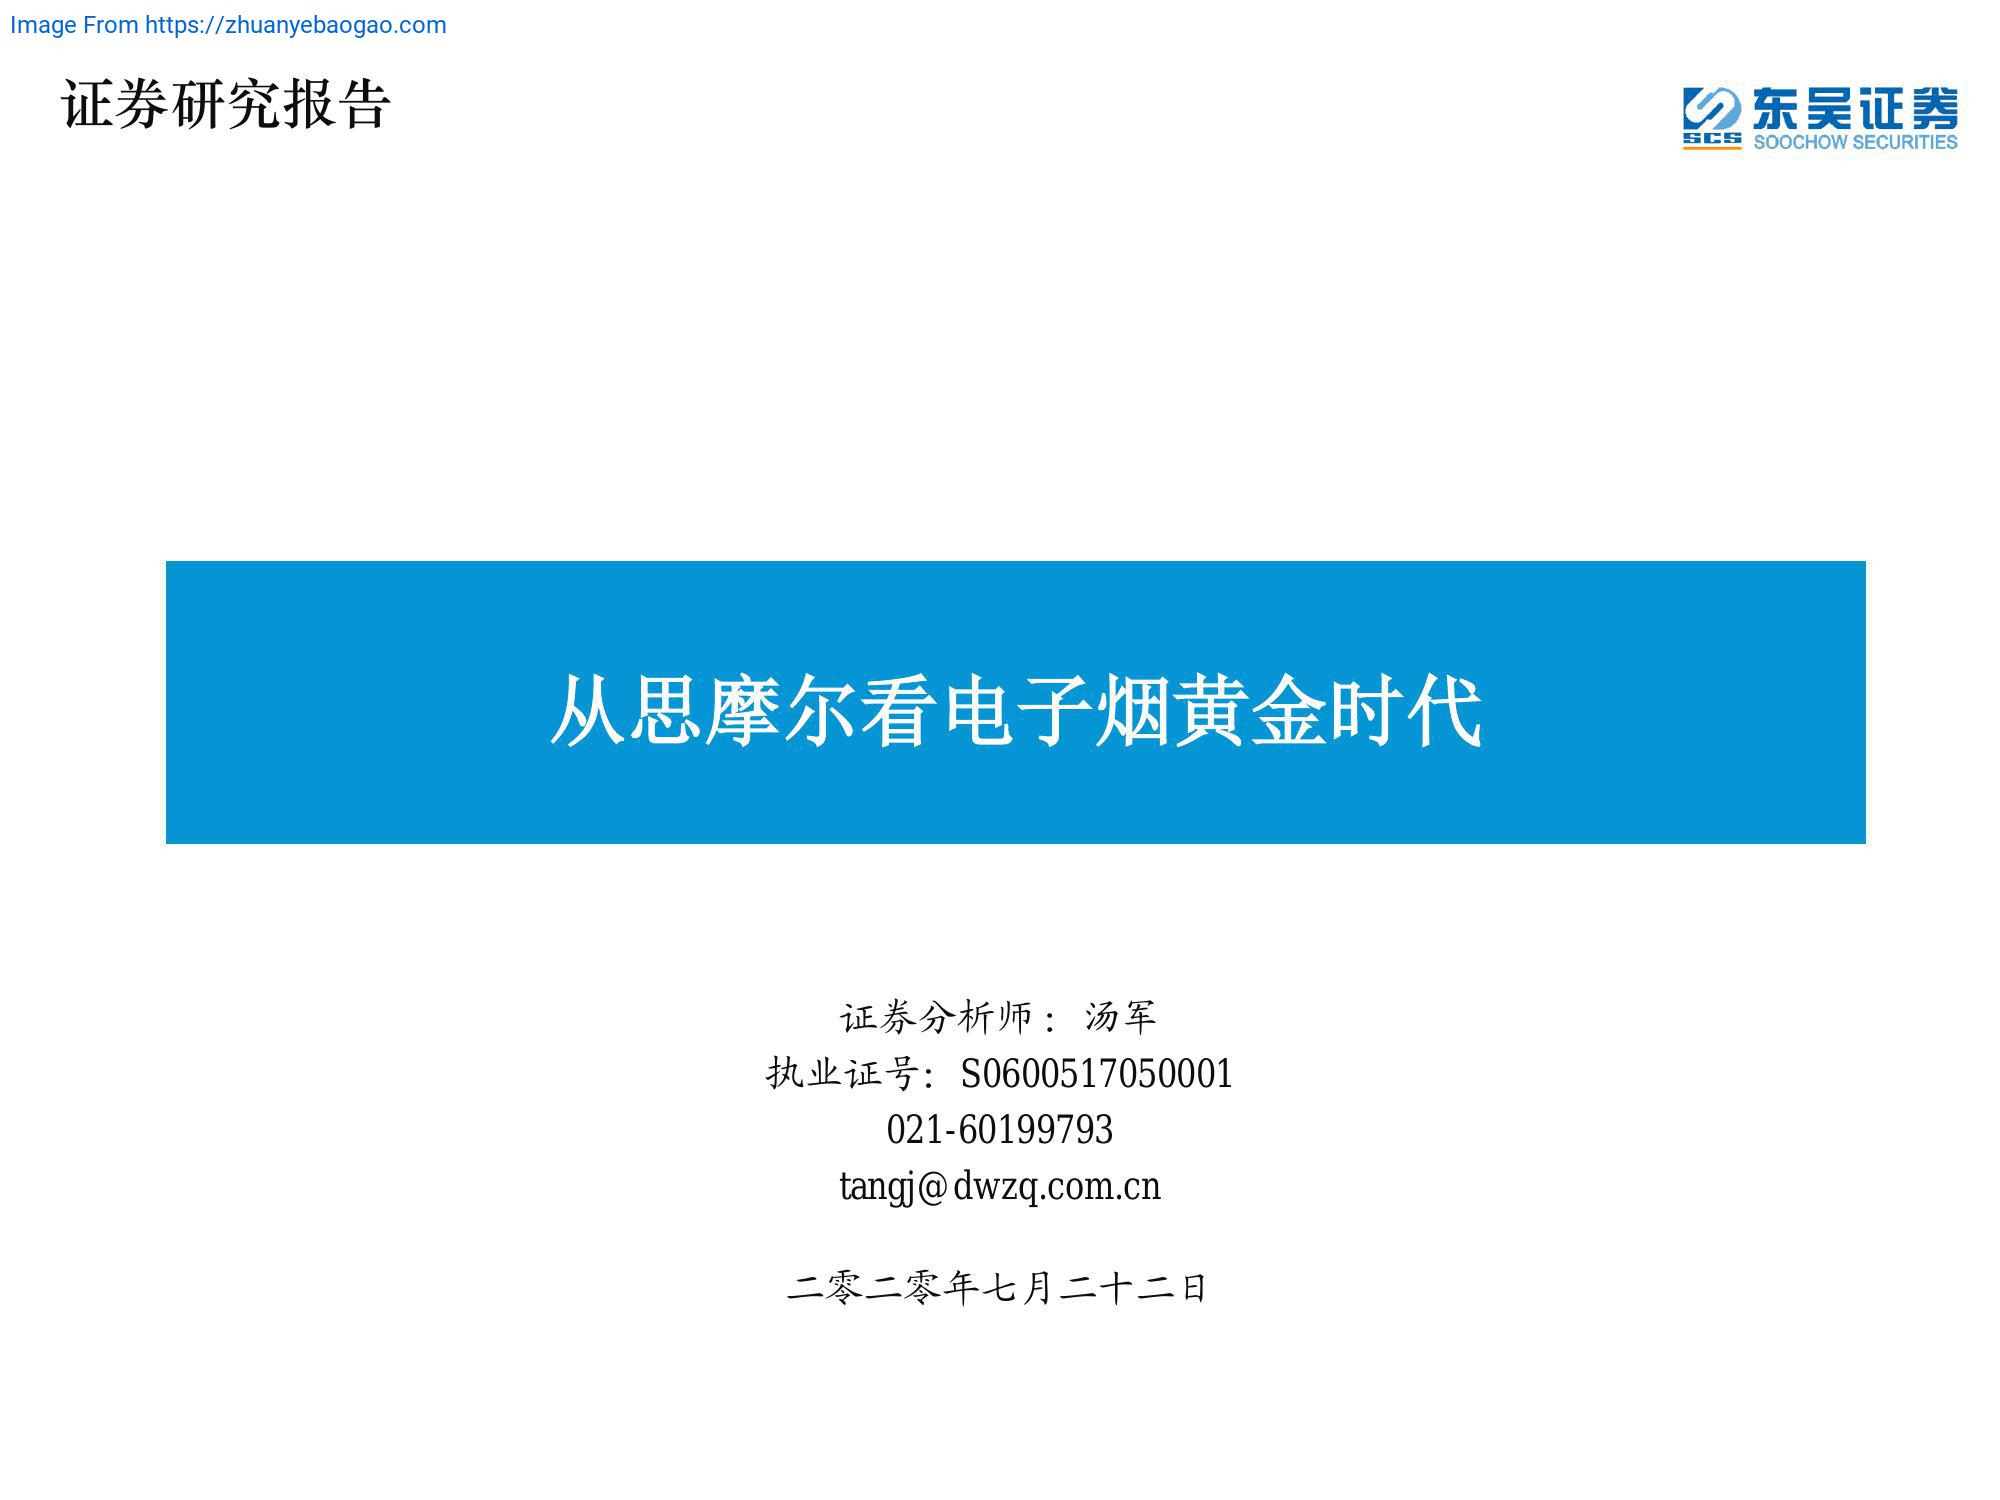 Image From https://zhuanyebaogao.com
证券研究报告
东吴证券
SCS
SOOCHOW SECURITIES
从思摩尔看电子烟黄金时代
证券分析师：汤军
执业证号：S0600517050001
021-60199793
tangj@dwzq.com.cn
二零二零年七月二十二日